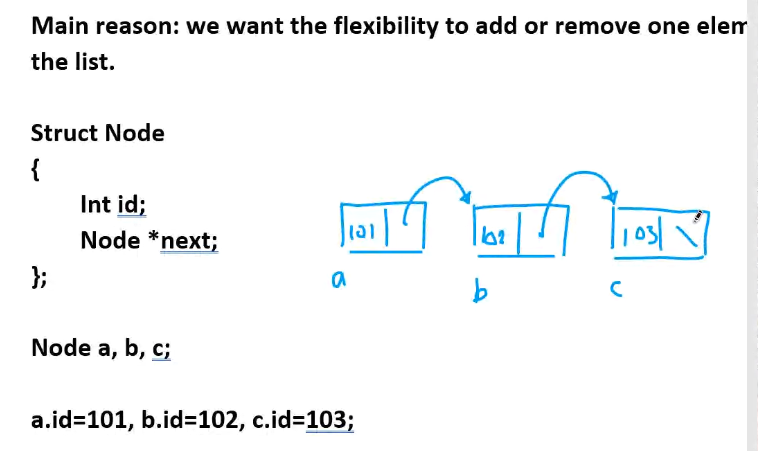 Main reason: we want the flexibility to add or remove one elem
the list.
Struct Node
{
Int id;
Node *next;
};
101
102
103
a
b
c
Node a, b, c;
a.id=101, b.id=102, c.id=103;